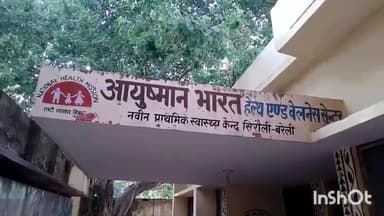 NATIONAL HEALTH MISSION
आयुष्मान भारत हेल्थ एण्ड वेलनेस सेन्टर
नवीन प्राथमिक स्वास्थ्य केन्द्र सिरौली-बरेली
InShOt